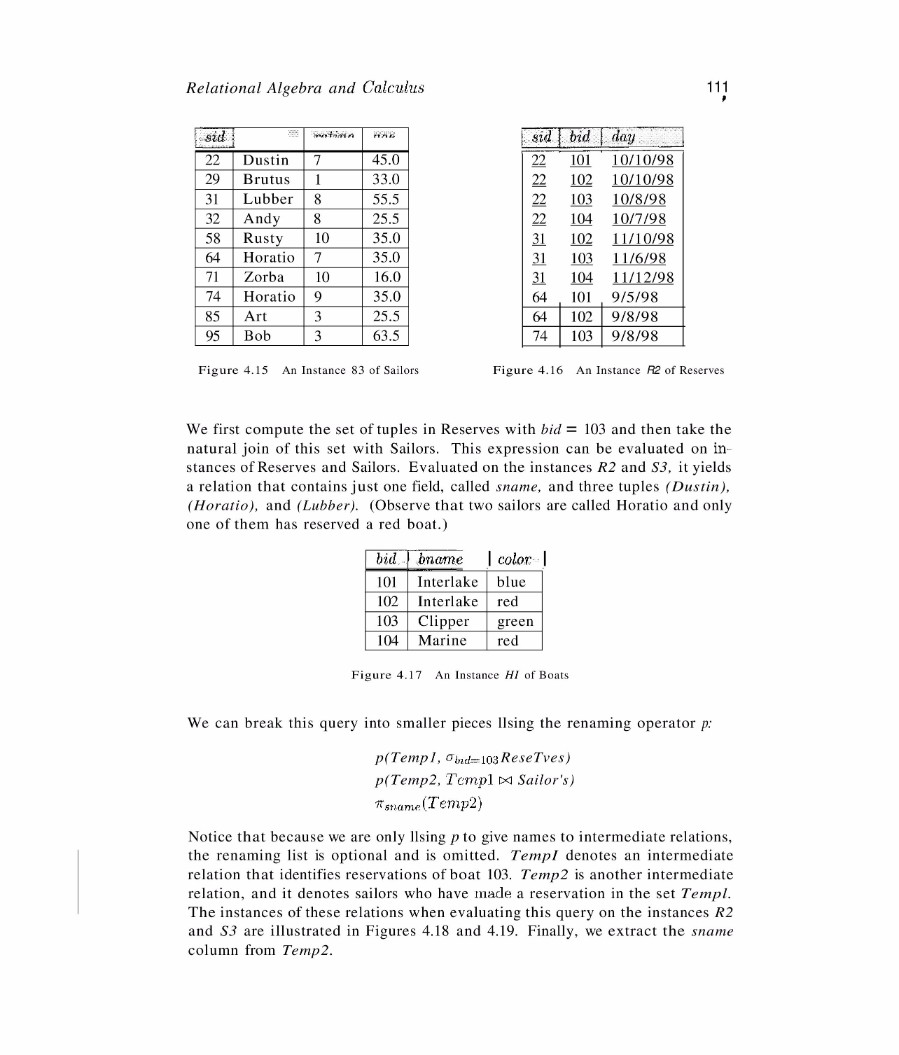 Relational Algebra and Calculus 111
sid
22 Dustin 7 45.0
29 Brutus 1 33.0
31 Lubber 8 55.5
32 Andy 8 25.5
58 Rusty 10 35.0
64 Horatio 7 35.0
71 Zorba 10 16.0
74 Horatio 9 35.0
85 Art 3 25.5
95 Bob 3 63.5
Figure 4.15 An Instance 83 of Sailors
sid bid day
22 101 10/10/98
22 102 10/10/98
22 103 10/8/98
22 104 10/7/98
31 102 11/10/98
31 103 11/6/98
31 104 11/12/98
64 101 9/5/98
64 102 9/8/98
74 103 9/8/98
Figure 4.16 An Instance R2 of Reserves
We first compute the set of tuples in Reserves with bid = 103 and then take the
natural join of this set with Sailors. This expression can be evaluated on in-
stances of Reserves and Sailors. Evaluated on the instances R2 and S3, it yields
a relation that contains just one field, called sname, and three tuples (Dustin),
(Horatio), and (Lubber). (Observe that two sailors are called Horatio and only
one of them has reserved a red boat.)
bid bname color
101 Interlake blue
102 Interlake red
103 Clipper green
104 Marine red
Figure 4.17 An Instance HI of Boats
We can break this query into smaller pieces llsing the renaming operator p:
p(Temp1, σbid=103ReseTves)
p(Temp2, Temp1 ⋈ Sailor's)
πsname(Temp2)
Notice that because we are only llsing p to give names to intermediate relations,
the renaming list is optional and is omitted. TempI denotes an intermediate
relation that identifies reservations of boat 103. Temp2 is another intermediate
relation, and it denotes sailors who have made a reservation in the set Templ.
The instances of these relations when evaluating this query on the instances R2
and S3 are illustrated in Figures 4.18 and 4.19. Finally, we extract the sname
column from Temp2.